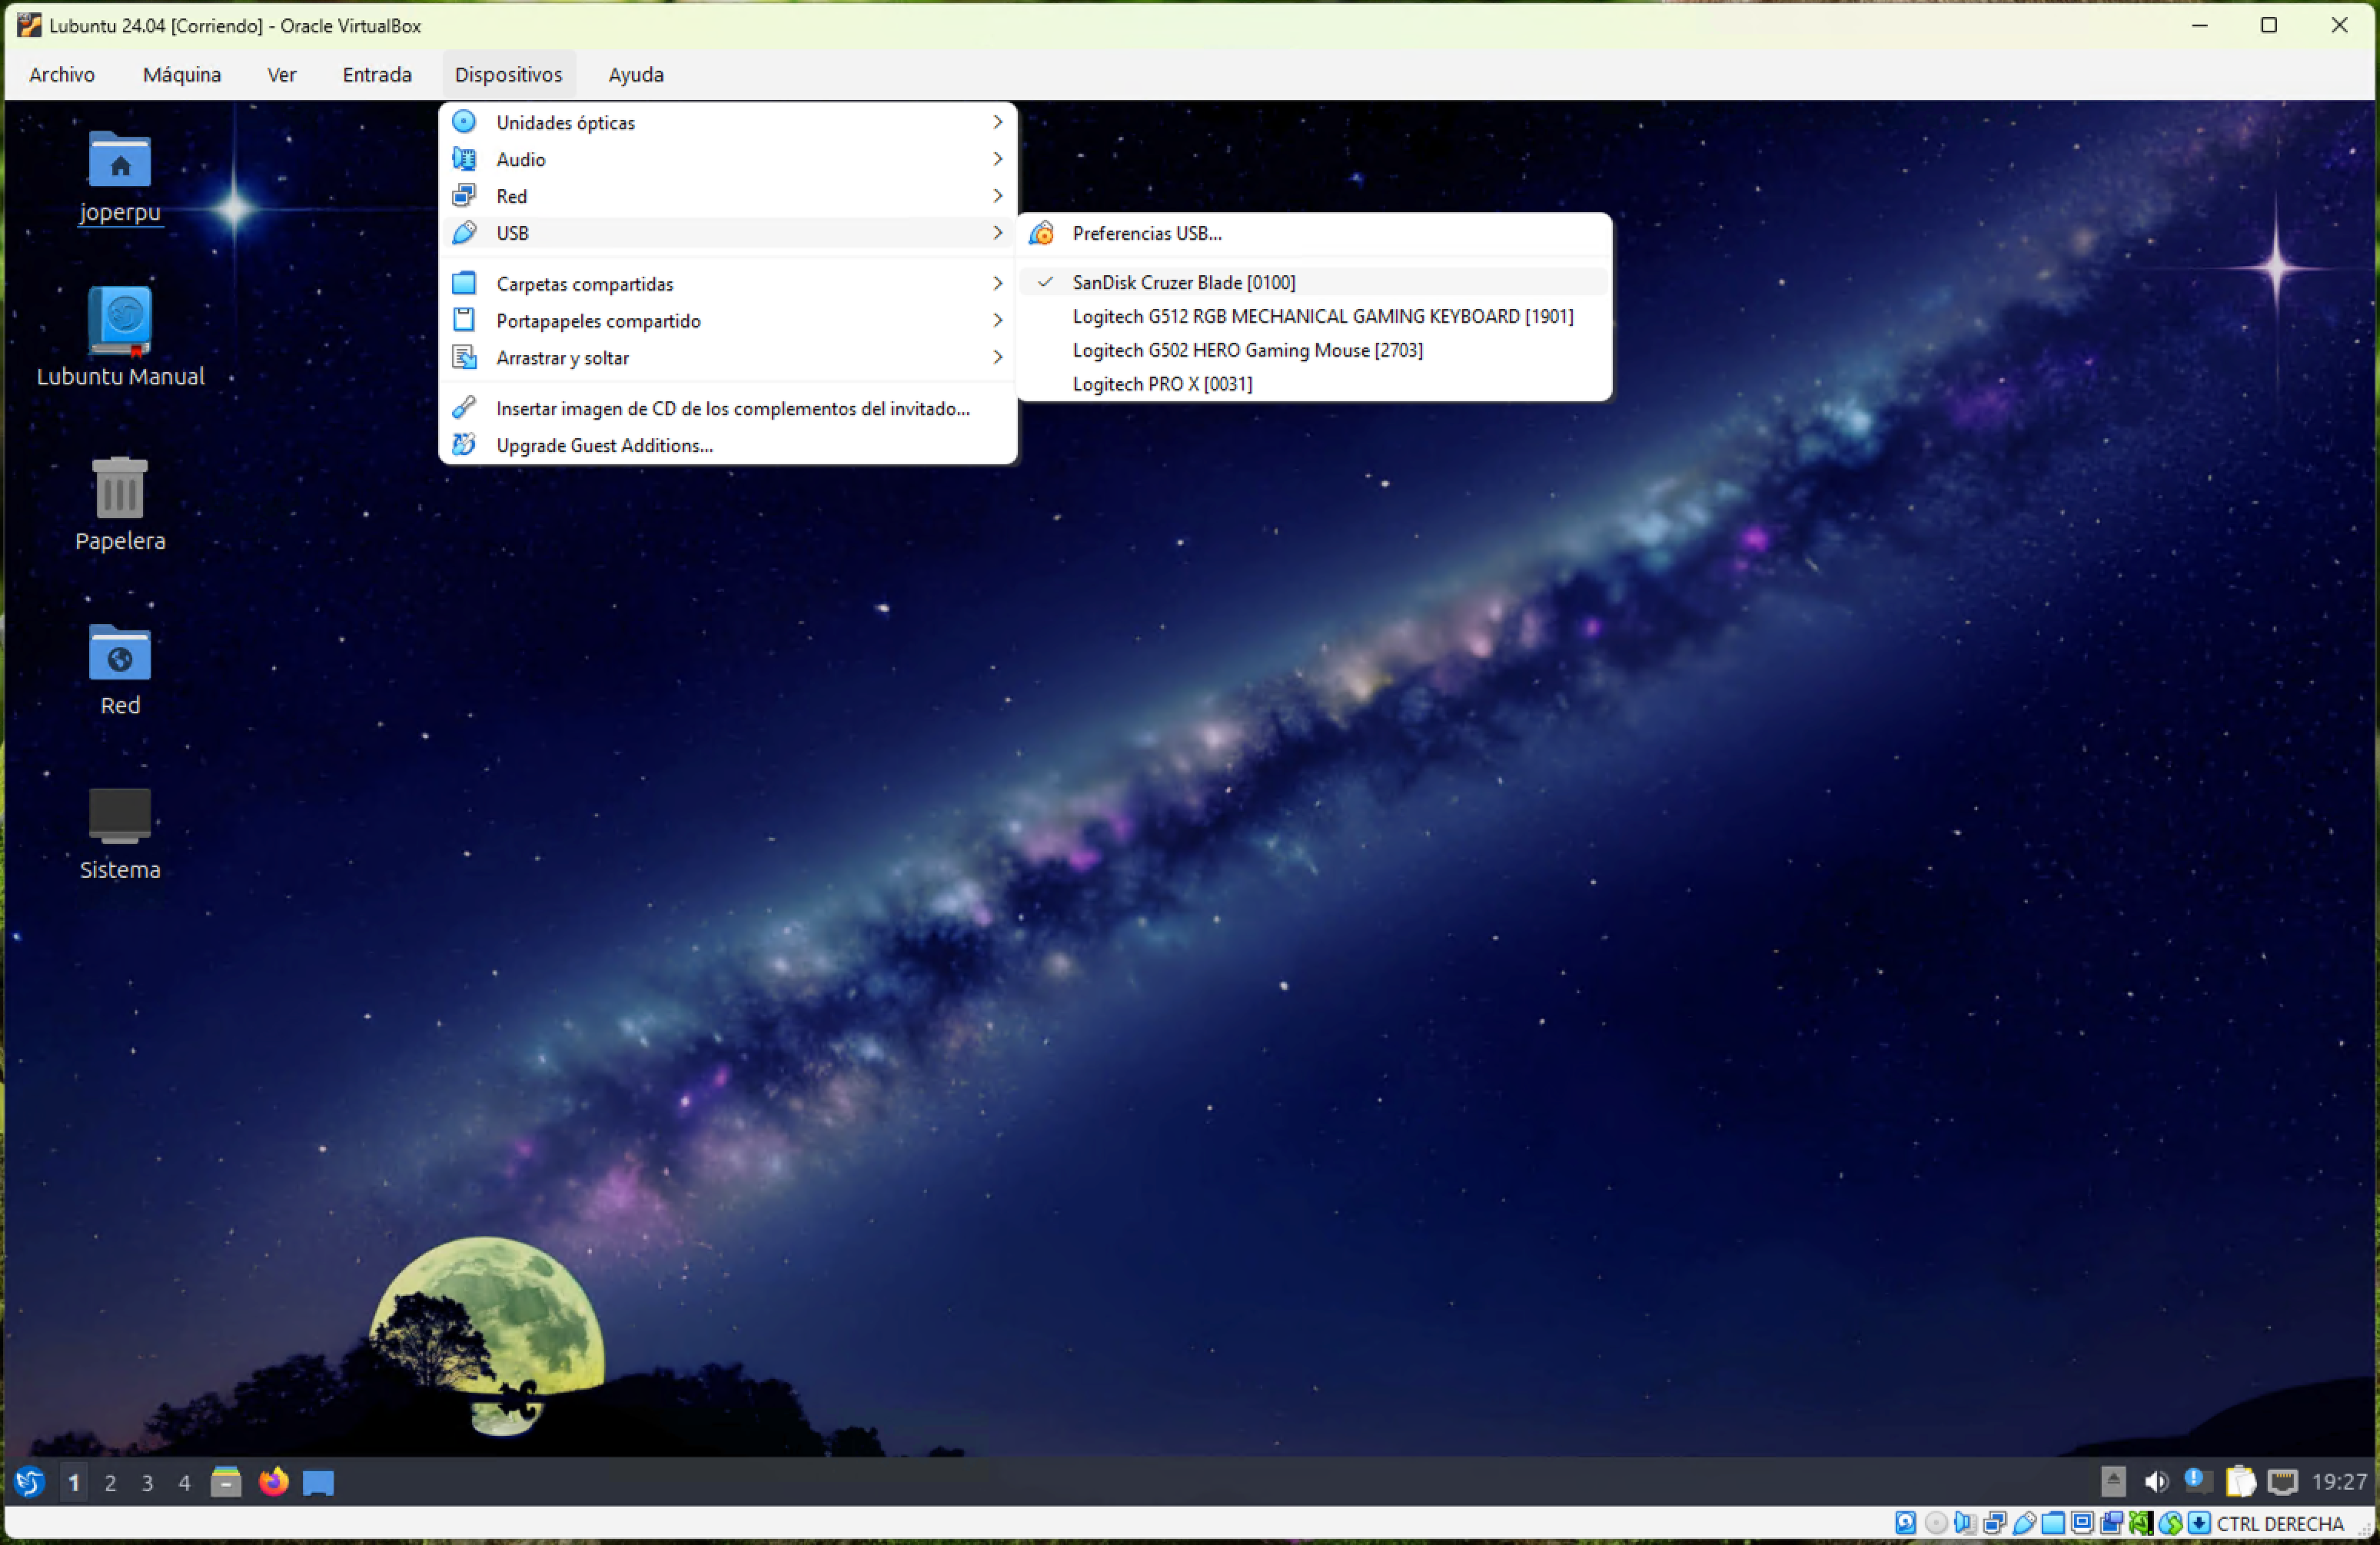 Lubuntu 24.04 [Corriendo] - Oracle VirtualBox
Archivo Máquina Ver Entrada Dispositivos Ayuda
Unidades ópticas
Audio
Red
USB
Carpetas compartidas
Portapapeles compartido
Arrastrar y soltar
Insertar imagen de CD de los complementos del invitado...
Upgrade Guest Additions...
Preferencias USB...
SanDisk Cruzer Blade [0100]
Logitech G512 RGB MECHANICAL GAMING KEYBOARD [1901]
Logitech G502 HERO Gaming Mouse [2703]
Logitech PRO X [0031]
joperpu
Lubuntu Manual
Papelera
Red
Sistema
1 2 3 4
19:27
CTRL DERECHA